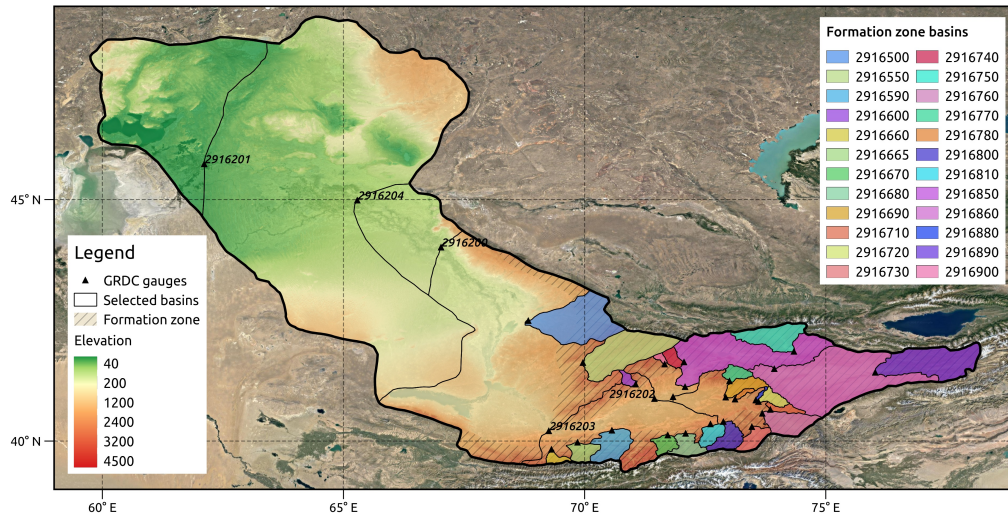 Formation zone basins
2916500 2916740
2916550 2916750
2916590 2916760
2916600 2916770
2916660 2916780
2916665 2916800
2916670 2916810
2916680 2916850
2916690 2916860
2916710 2916880
2916720 2916890
2916730 2916900
2916201
2916204
2916200
2916202
2916203
45° N
40° N
Legend
GRDC gauges
Selected basins
Formation zone
Elevation
40
200
1200
2400
3200
4500
60° E 65° E 70° E 75° E